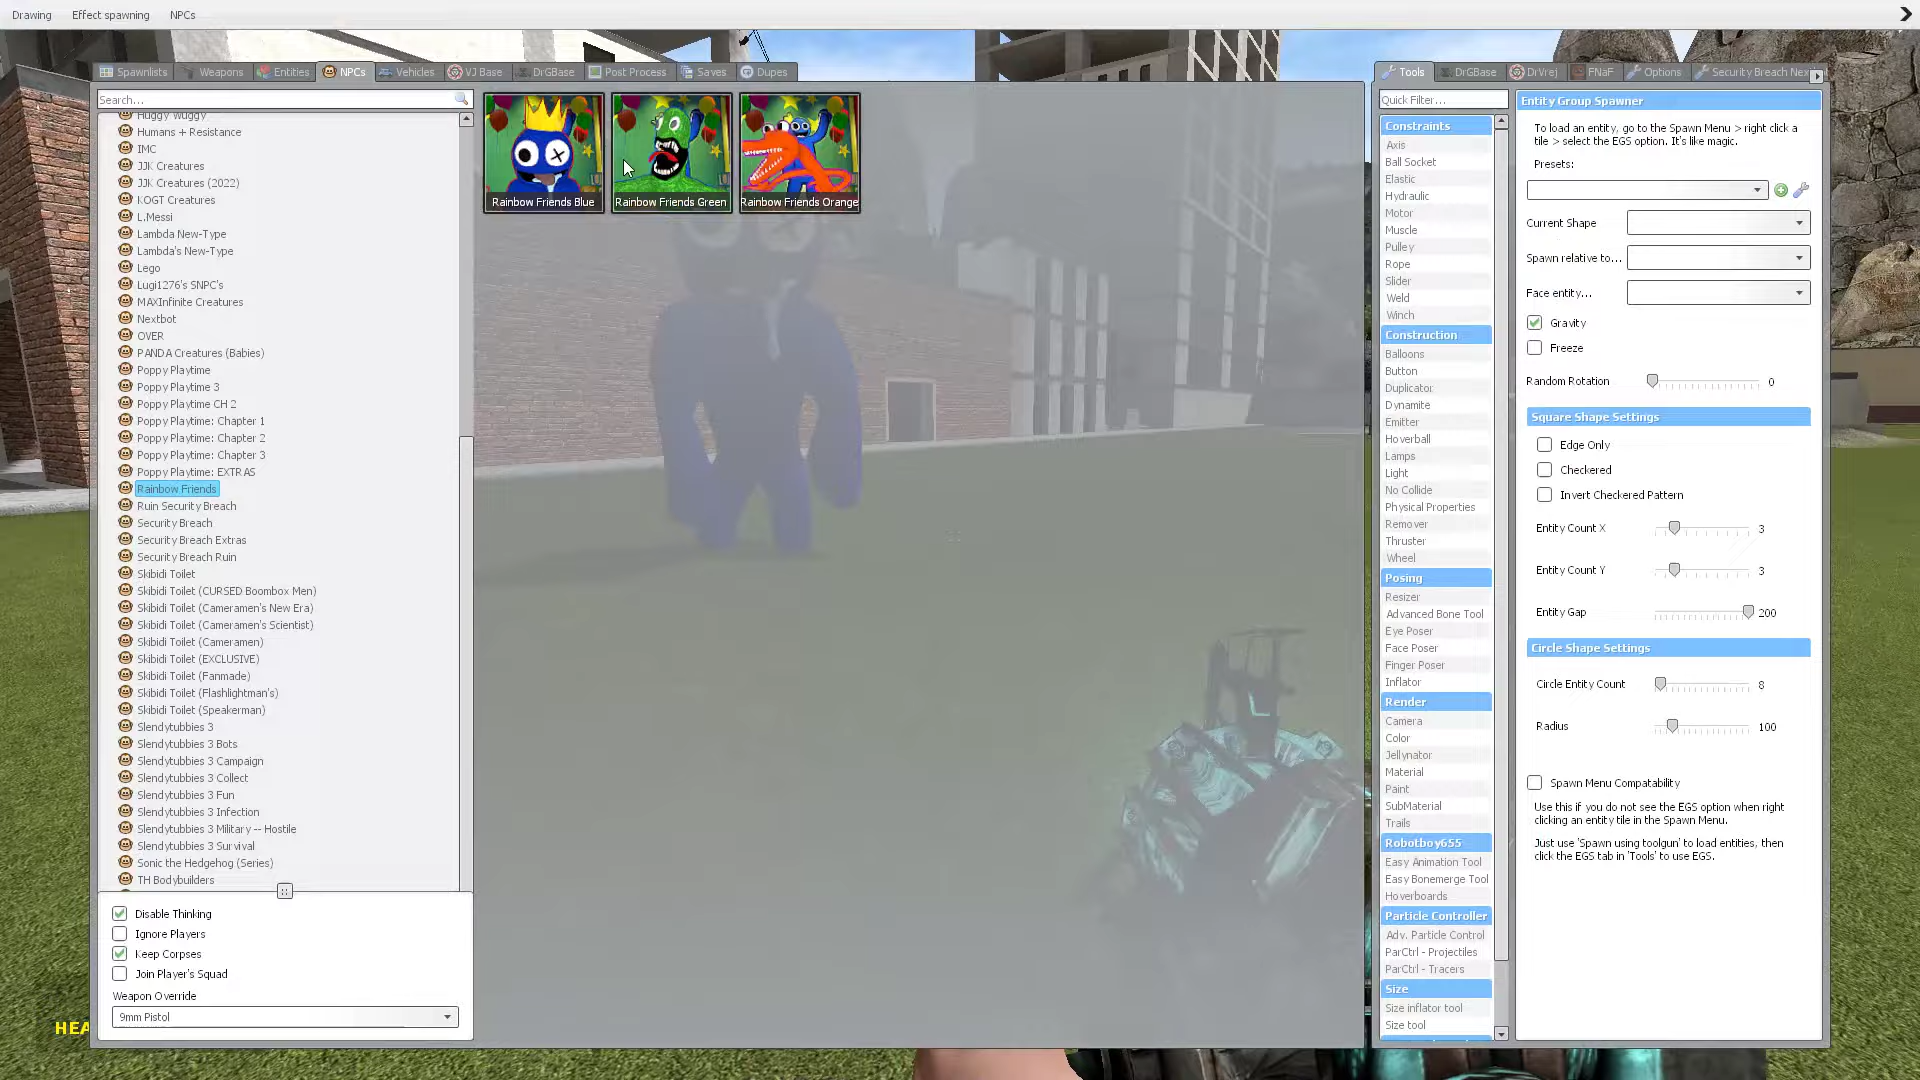 Drawing Effect spawning NPCs
Spawnlists Weapons Entities NPCs Vehicles VJ Base DrGBase Post Process Saves Dupes
Search...
Huggy Wuggy
Humans + Resistance
IMC
JJK Creatures
JJK Creatures (2022)
KOGT Creatures
L.Messi
Lambda New-Type
Lambda's New-Type
Lego
Lugi1276's SNPC's
MAXInfinite Creatures
Nextbot
OVER
PANDA Creatures (Babies)
Poppy Playtime
Poppy Playtime 3
Poppy Playtime CH 2
Poppy Playtime: Chapter 1
Poppy Playtime: Chapter 2
Poppy Playtime: Chapter 3
Poppy Playtime: EXTRAS
Rainbow Friends
Ruin Security Breach
Security Breach
Security Breach Extras
Security Breach Ruin
Skibidi Toilet
Skibidi Toilet (CURSED Boombox Men)
Skibidi Toilet (Cameramen's New Era)
Skibidi Toilet (Cameramen's Scientist)
Skibidi Toilet (Cameramen)
Skibidi Toilet (EXCLUSIVE)
Skibidi Toilet (Fanmade)
Skibidi Toilet (Flashlightman's)
Skibidi Toilet (Speakerman)
Slendytubbies 3
Slendytubbies 3 Bots
Slendytubbies 3 Campaign
Slendytubbies 3 Collect
Slendytubbies 3 Fun
Slendytubbies 3 Infection
Slendytubbies 3 Military -- Hostile
Slendytubbies 3 Survival
Sonic the Hedgehog (Series)
TH Bodybuilders
Disable Thinking
Ignore Players
Keep Corpses
Join Player's Squad
Weapon Override
9mm Pistol
HEA
Rainbow Friends Blue
Rainbow Friends Green
Rainbow Friends Orange
Tools DrGBase DrVrej FNaF Options Security Breach Nex
Quick Filter...
Constraints
Axis
Ball Socket
Elastic
Hydraulic
Motor
Muscle
Pulley
Rope
Slider
Weld
Winch
Construction
Balloons
Button
Duplicator
Dynamite
Emitter
Hoverball
Lamps
Light
No Collide
Physical Properties
Remover
Thruster
Wheel
Posing
Resizer
Advanced Bone Tool
Eye Poser
Face Poser
Finger Poser
Inflator
Render
Camera
Color
Jellynator
Material
Paint
SubMaterial
Trails
Robotboy655
Easy Animation Tool
Easy Bonemerge Tool
Hoverboards
Particle Controller
Adv. Particle Control
ParCtrl - Projectiles
ParCtrl - Tracers
Size
Size inflator tool
Size tool
Entity Group Spawner
To load an entity, go to the Spawn Menu > right click a
tile > select the EGS option. It's like magic.
Presets:
Current Shape
Spawn relative to...
Face entity...
Gravity
Freeze
Random Rotation 0
Square Shape Settings
Edge Only
Checkered
Invert Checkered Pattern
Entity Count X 3
Entity Count Y 3
Entity Gap 200
Circle Shape Settings
Circle Entity Count 8
Radius 100
Spawn Menu Compatability
Use this if you do not see the EGS option when right
clicking an entity tile in the Spawn Menu.
Just use 'Spawn using toolgun' to load entities, then
click the EGS tab in 'Tools' to use EGS.